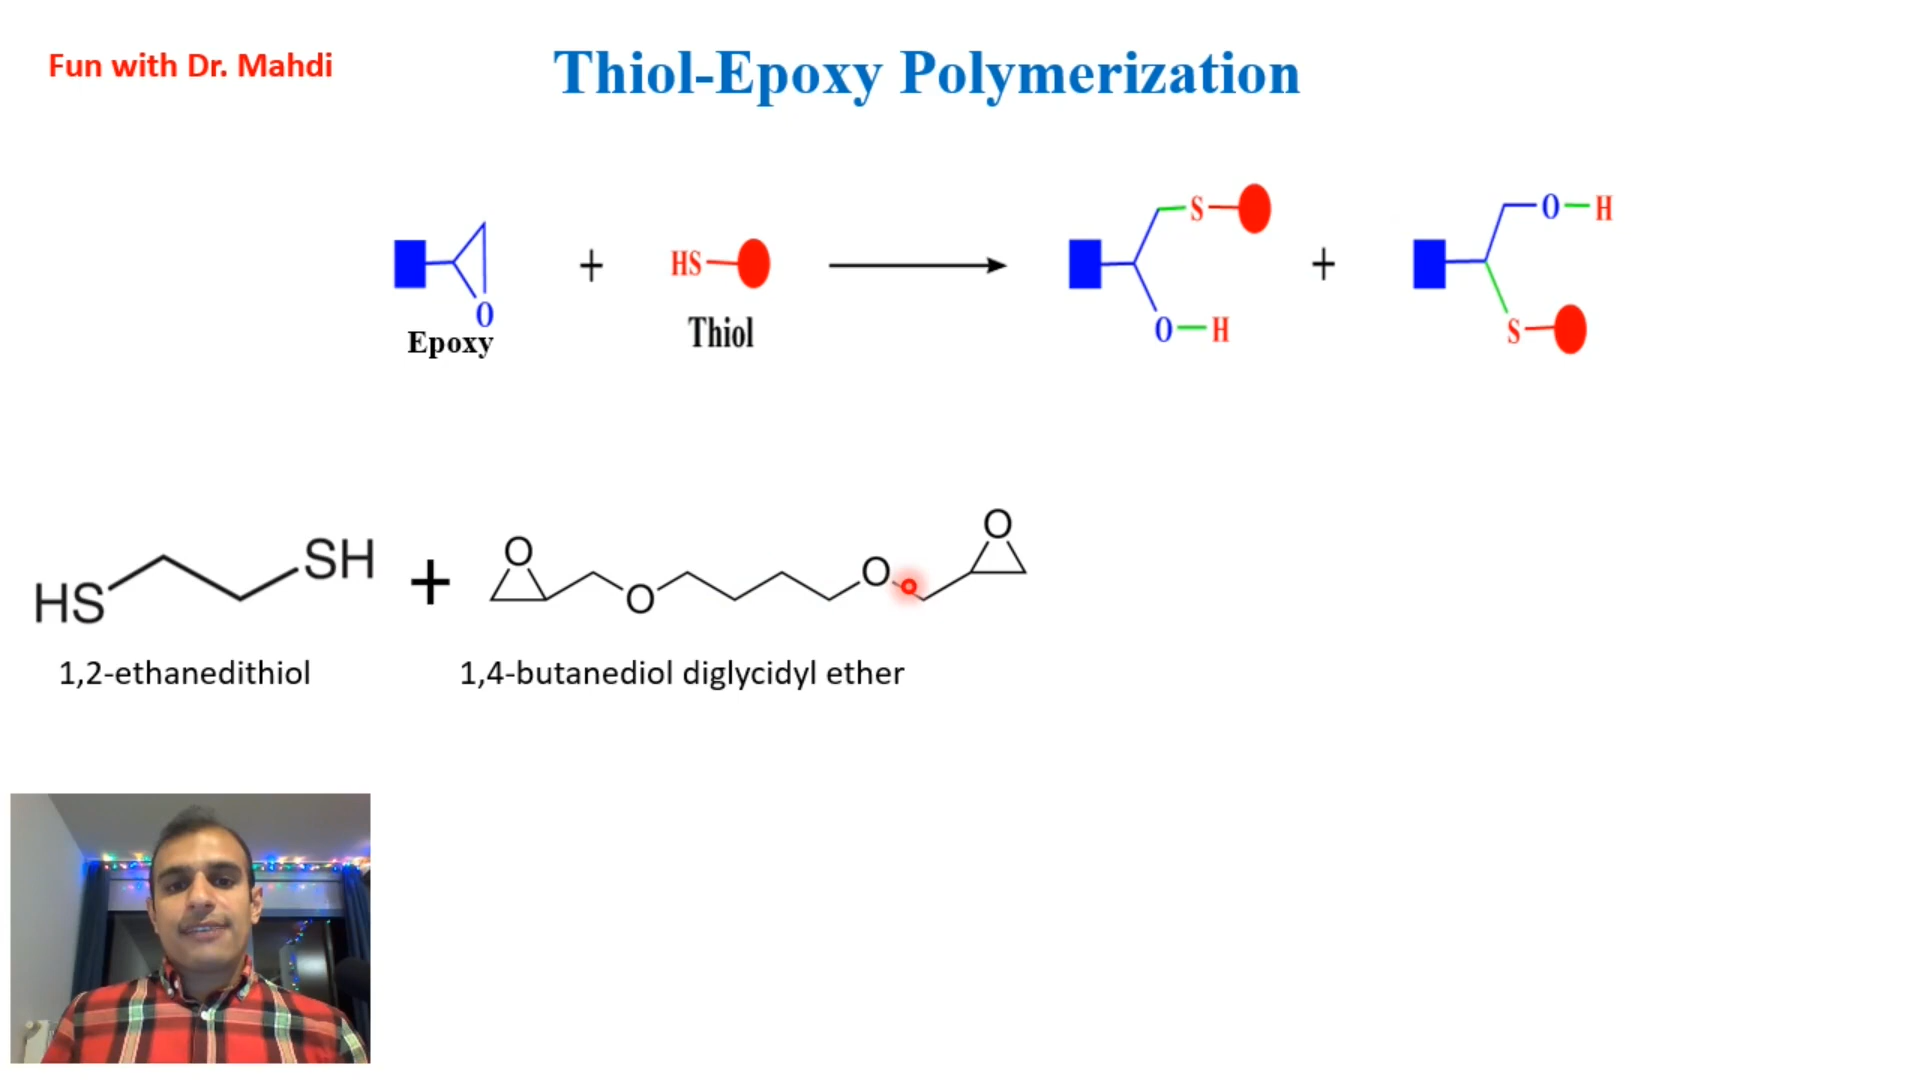 Fun with Dr. Mahdi
Thiol-Epoxy Polymerization
O
Epoxy
+
HS
Thiol
S
O H
+
O H
S
HS
SH
+
O
O
O
O
1,2-ethanedithiol
1,4-butanediol diglycidyl ether